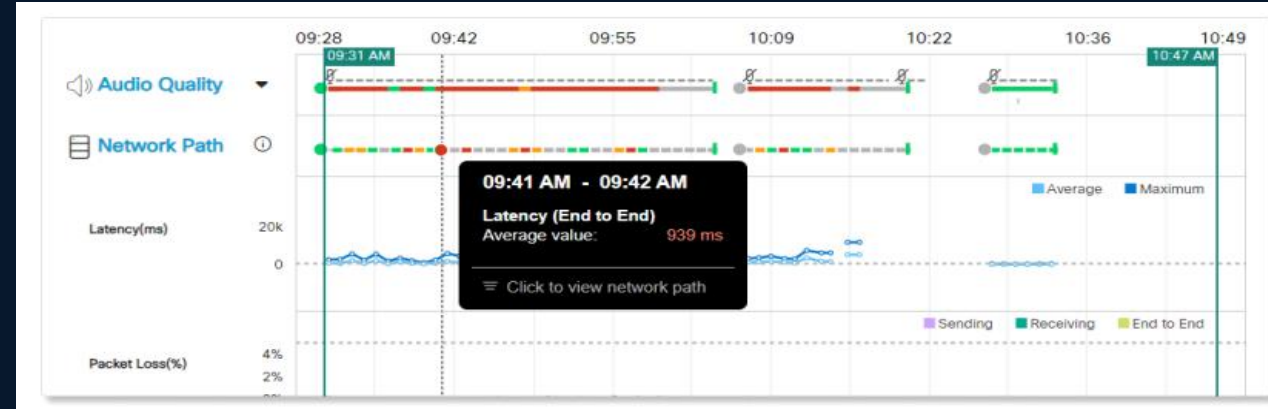 09:28 09:42 09:55 10:09 10:22 10:36 10:49
09:31 AM 10:47 AM
Audio Quality
Network Path
09:41 AM - 09:42 AM
Latency (End to End)
Average value: 939 ms
Click to view network path
Average Maximum
Latency(ms) 20k
0
Sending Receiving End to End
Packet Loss(%) 4%
2%